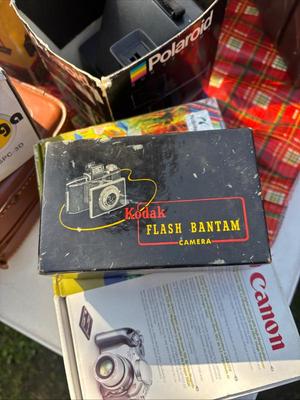 Polaroid
Kodak
FLASH BANTAM
CAMERA
Canon